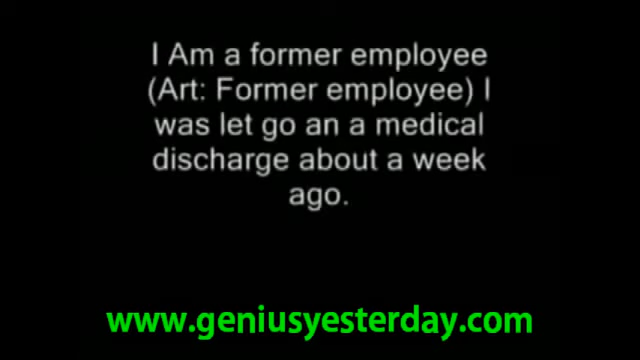 I Am a former employee
(Art: Former employee) I
was let go an a medical
discharge about a week
ago.
www.geniusyesterday.com